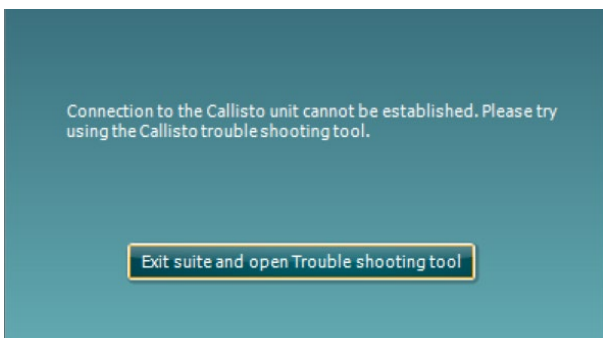 Connection to the Callisto unit cannot be established. Please try
using the Callisto trouble shooting tool.
Exit suite and open Trouble shooting tool